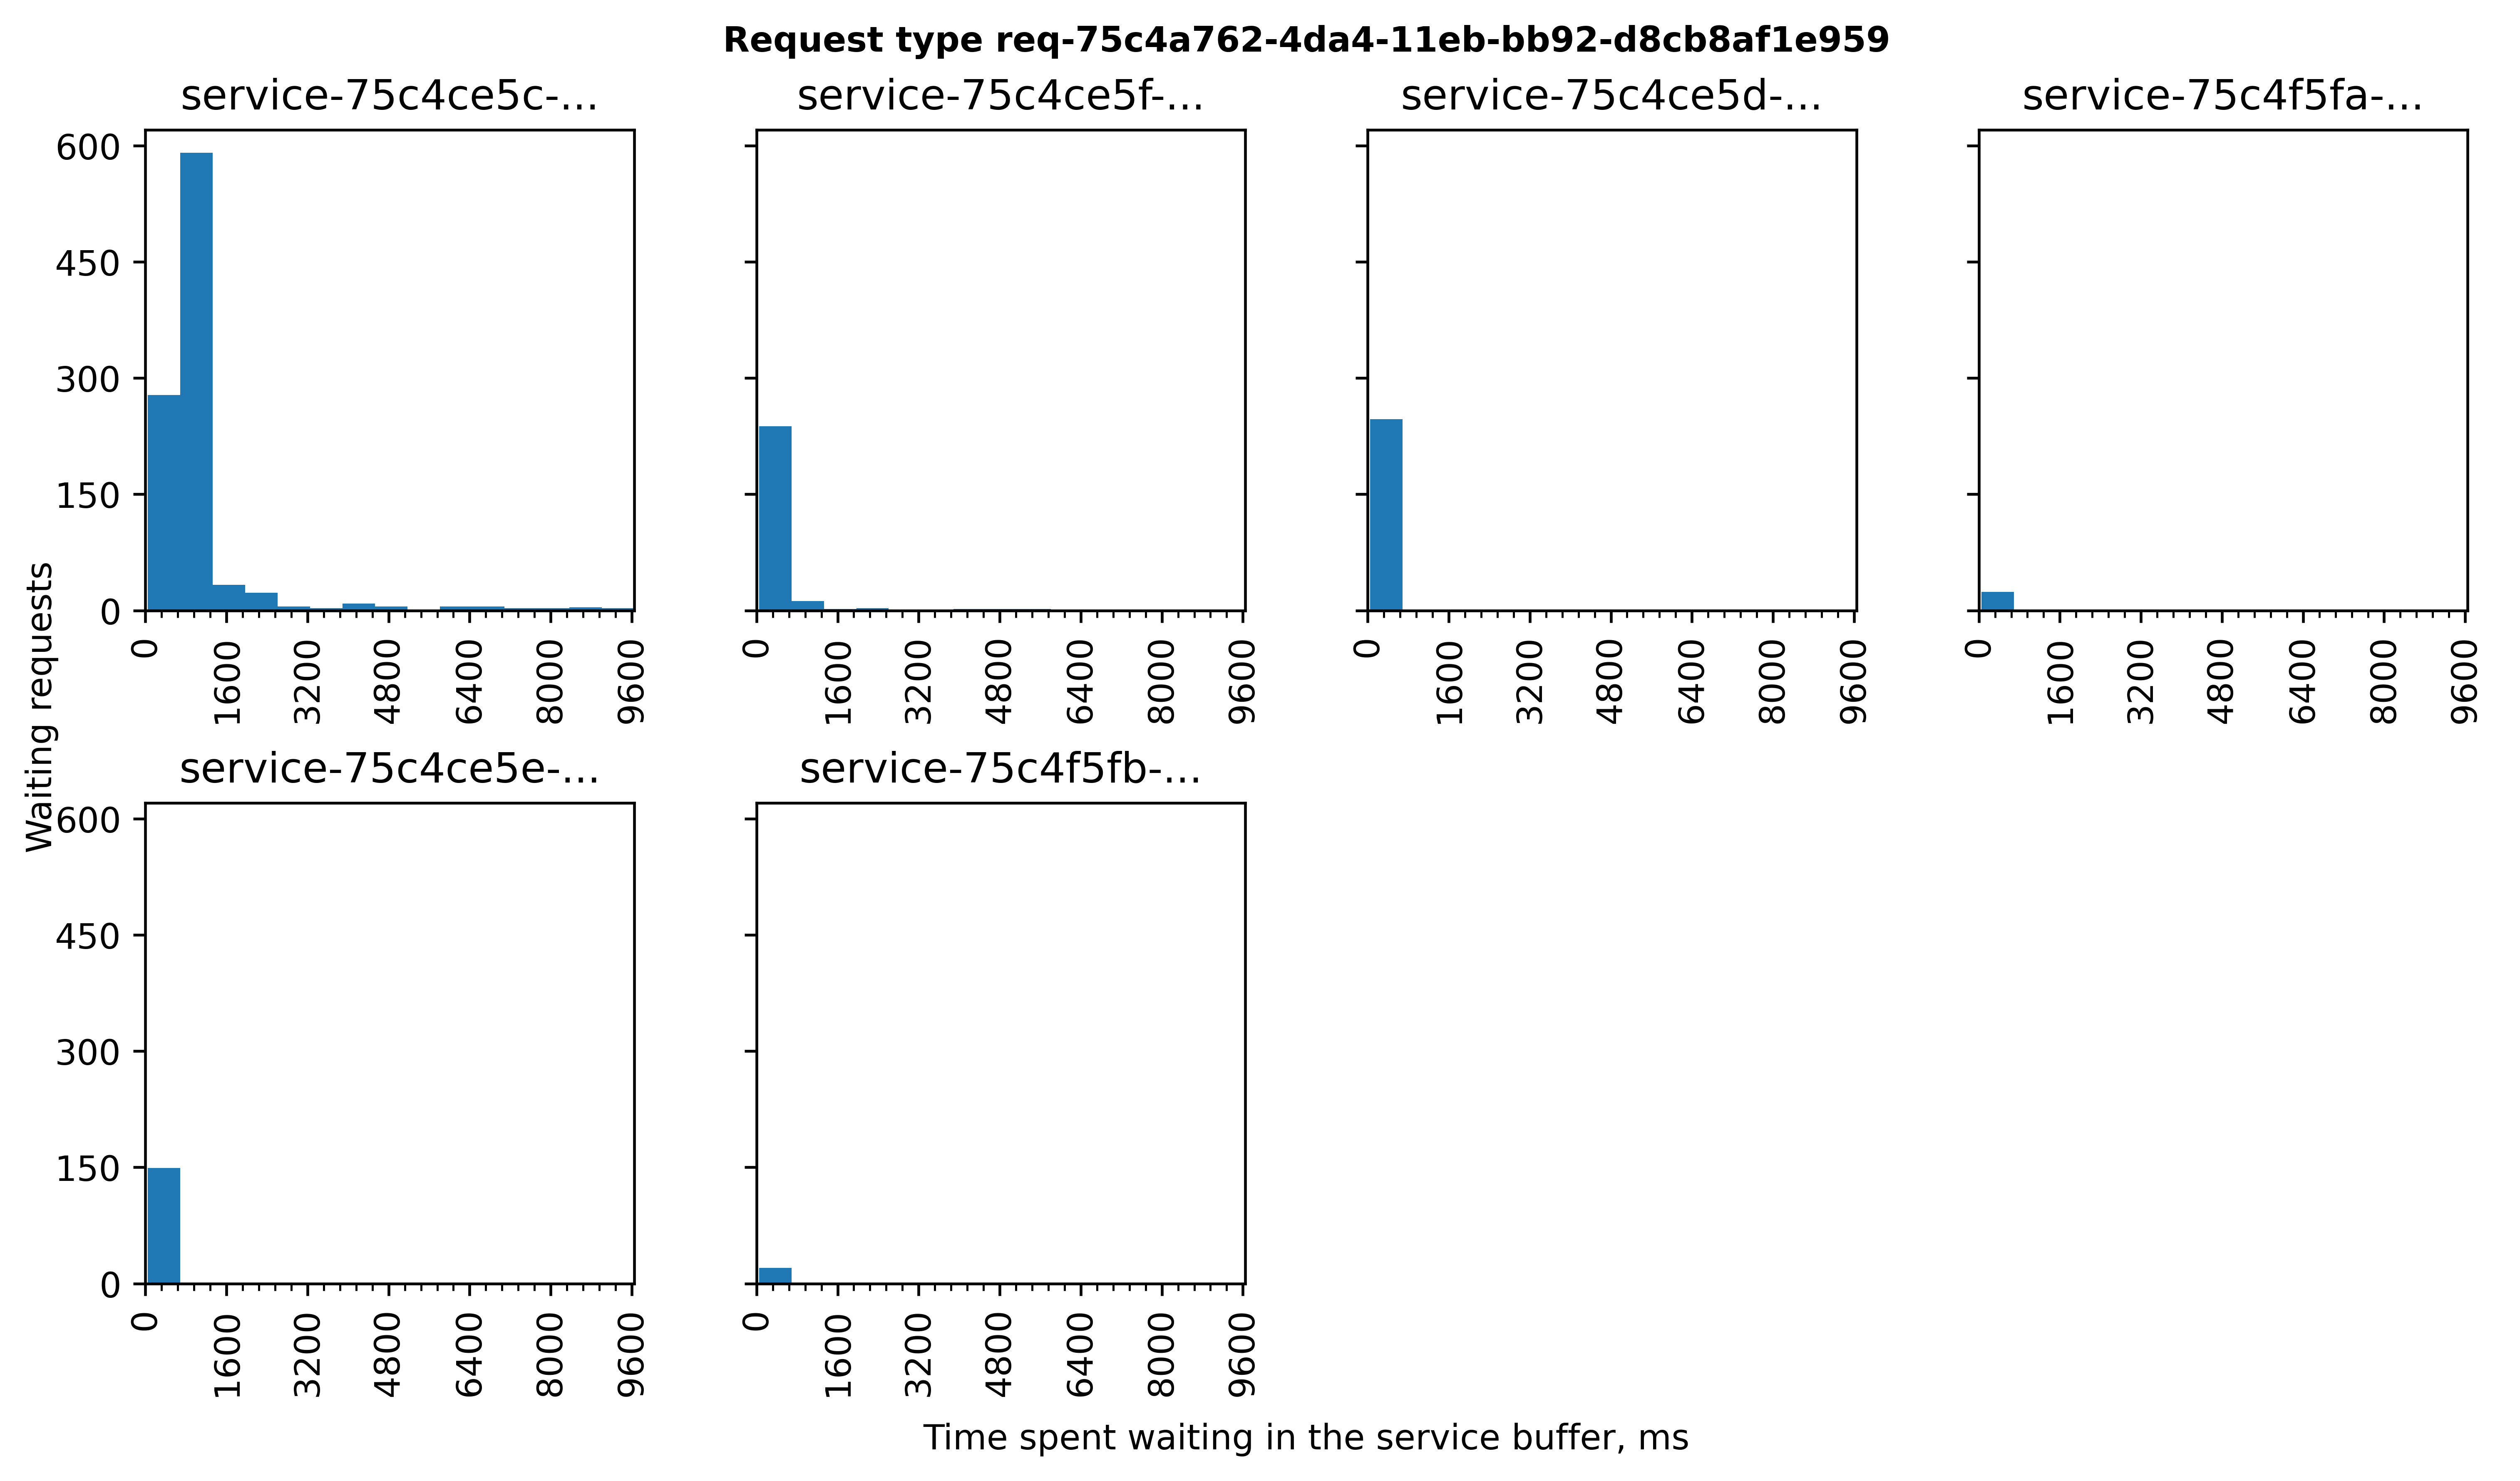 Request type req-75c4a762-4da4-11eb-bb92-d8cb8af1e959
service-75c4ce5c-...
service-75c4ce5f-...
service-75c4ce5d-...
service-75c4f5fa-...
600
450
300
150
0
0 1600 3200 4800 6400 8000 9600
0 1600 3200 4800 6400 8000 9600
0 1600 3200 4800 6400 8000 9600
0 1600 3200 4800 6400 8000 9600
Waiting requests
service-75c4ce5e-...
service-75c4f5fb-...
600
450
300
150
0
0 1600 3200 4800 6400 8000 9600
0 1600 3200 4800 6400 8000 9600
Time spent waiting in the service buffer, ms